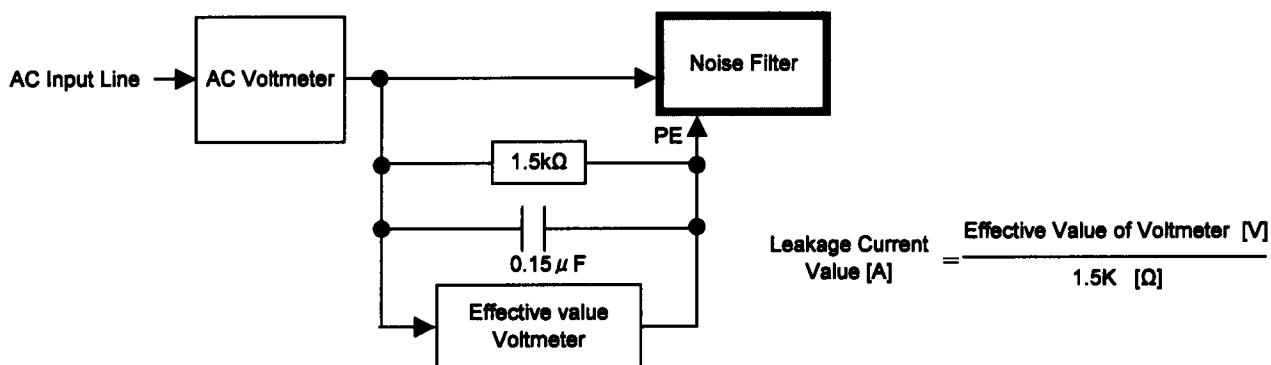 AC Input Line
AC Voltmeter
Noise Filter
PE
1.5kΩ
0.15 μ F
Effective value
Voltmeter
Leakage Current
Value [A]
=
Effective Value of Voltmeter [V]
1.5K [Ω]